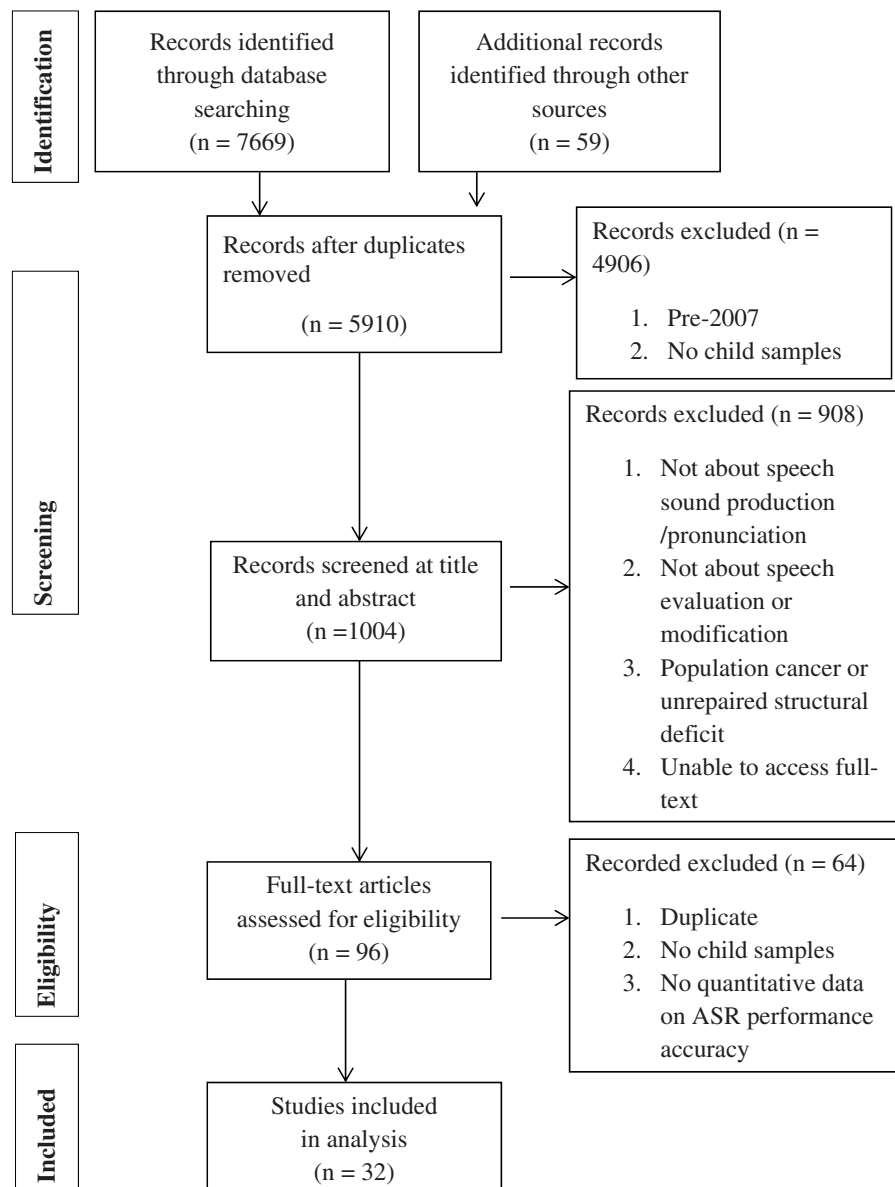 Identification
Records identified
through database
searching
(n = 7669)
Additional records
identified through other
sources
(n = 59)
Records after duplicates
removed
(n = 5910)
Records excluded (n =
4906)
1. Pre-2007
2. No child samples
Screening
Records screened at title
and abstract
(n =1004)
Records excluded (n = 908)
1. Not about speech
sound production
/pronunciation
2. Not about speech
evaluation or
modification
3. Population cancer or
unrepaired structural
deficit
4. Unable to access full-
text
Eligibility
Full-text articles
assessed for eligibility
(n = 96)
Recorded excluded (n = 64)
1. Duplicate
2. No child samples
3. No quantitative data
on ASR performance
accuracy
Included
Studies included
in analysis
(n = 32)